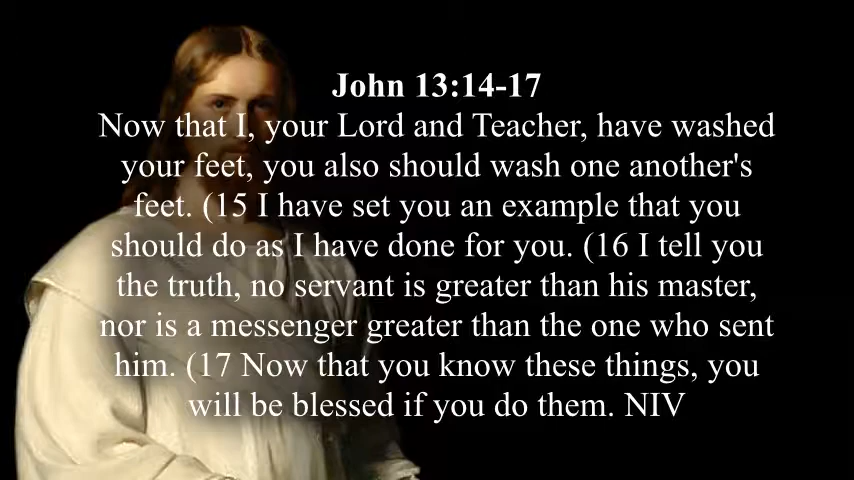 John 13:14-17
Now that I, your Lord and Teacher, have washed
your feet, you also should wash one another's
feet. (15 I have set you an example that you
should do as I have done for you. (16 I tell you
the truth, no servant is greater than his master,
nor is a messenger greater than the one who sent
him. (17 Now that you know these things, you
will be blessed if you do them. NIV